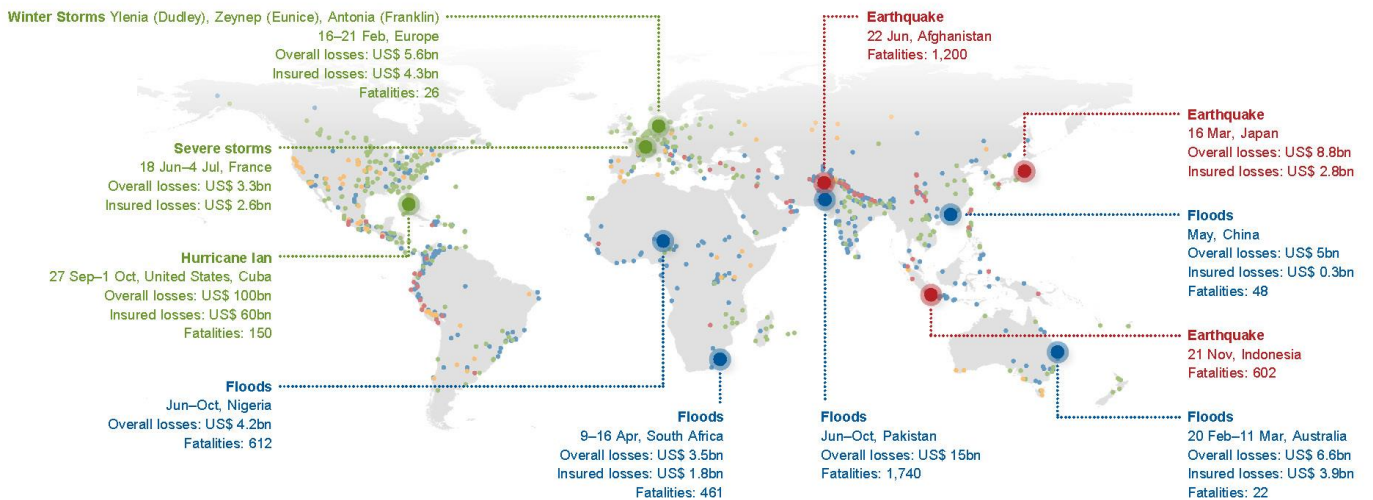 Winter Storms Ylenia (Dudley), Zeynep (Eunice), Antonia (Franklin)
16–21 Feb, Europe
Overall losses: US$ 5.6bn
Insured losses: US$ 4.3bn
Fatalities: 26
Severe storms
18 Jun–4 Jul, France
Overall losses: US$ 3.3bn
Insured losses: US$ 2.6bn
Hurricane Ian
27 Sep–1 Oct, United States, Cuba
Overall losses: US$ 100bn
Insured losses: US$ 60bn
Fatalities: 150
Floods
Jun–Oct, Nigeria
Overall losses: US$ 4.2bn
Fatalities: 612
Floods
9–16 Apr, South Africa
Overall losses: US$ 3.5bn
Insured losses: US$ 1.8bn
Fatalities: 461
Floods
Jun–Oct, Pakistan
Overall losses: US$ 15bn
Fatalities: 1,740
Earthquake
22 Jun, Afghanistan
Fatalities: 1,200
Earthquake
16 Mar, Japan
Overall losses: US$ 8.8bn
Insured losses: US$ 2.8bn
Floods
May, China
Overall losses: US$ 5bn
Insured losses: US$ 0.3bn
Fatalities: 48
Earthquake
21 Nov, Indonesia
Fatalities: 602
Floods
20 Feb–11 Mar, Australia
Overall losses: US$ 6.6bn
Insured losses: US$ 3.9bn
Fatalities: 22